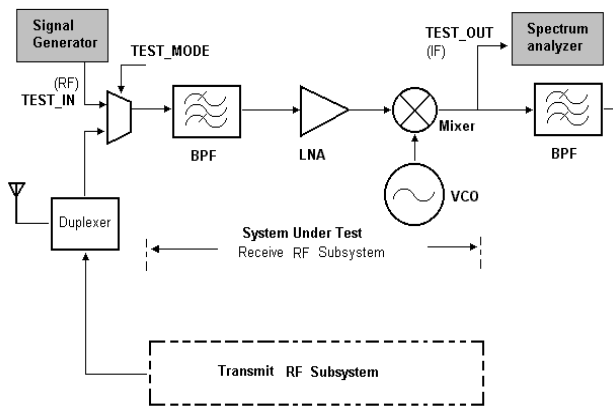 Signal
Generator
TEST_MODE
TEST_OUT
(IF)
Spectrum
analyzer
(RF)
TEST_IN
BPF
LNA
Mixer
BPF
VCO
Duplexer
System Under Test
Receive RF Subsystem
Transmit RF Subsystem